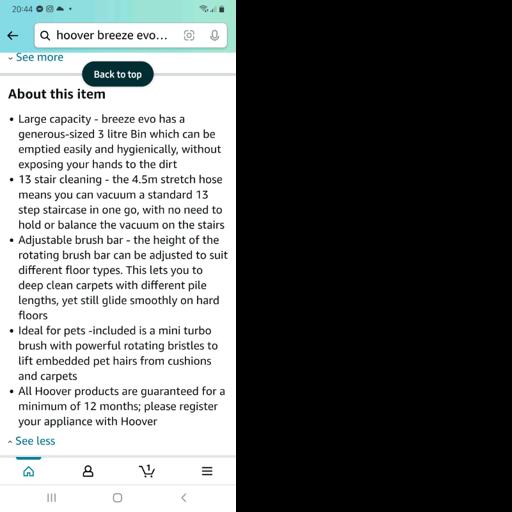 20:44
hoover breeze evo...
See more
Back to top
About this item
• Large capacity - breeze evo has a
generous-sized 3 litre Bin which can be
emptied easily and hygienically, without
exposing your hands to the dirt
• 13 stair cleaning - the 4.5m stretch hose
means you can vacuum a standard 13
step staircase in one go, with no need to
hold or balance the vacuum on the stairs
• Adjustable brush bar - the height of the
rotating brush bar can be adjusted to suit
different floor types. This lets you to
deep clean carpets with different pile
lengths, yet still glide smoothly on hard
floors
• Ideal for pets -included is a mini turbo
brush with powerful rotating bristles to
lift embedded pet hairs from cushions
and carpets
• All Hoover products are guaranteed for a
minimum of 12 months; please register
your appliance with Hoover
See less
1